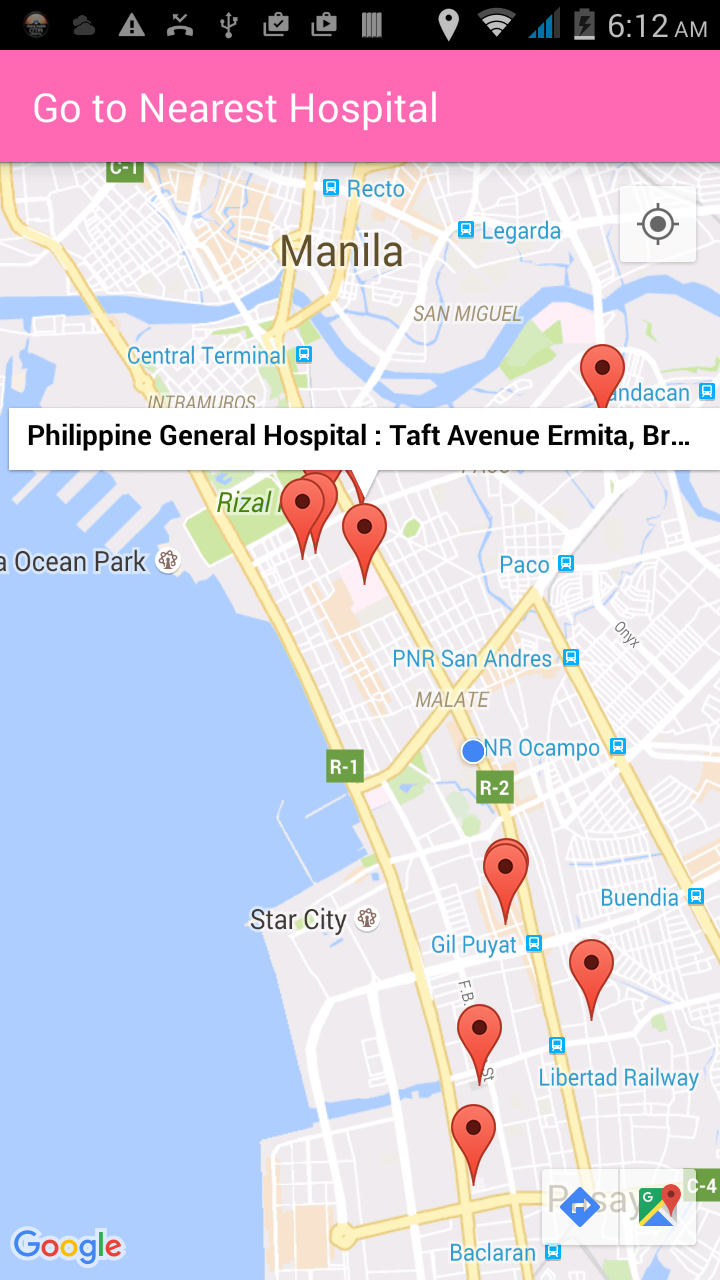 6:12 AM
Go to Nearest Hospital
C-1
Recto
Legarda
Manila
SAN MIGUEL
Central Terminal
INTRAMUROS
andacan
Philippine General Hospital : Taft Avenue Ermita, Br...
PACO
Rizal
a Ocean Park
Paco
Onyx
PNR San Andres
MALATE
NR Ocampo
R-1
R-2
Buendia
Star City
Gil Puyat
F.B.
St
Libertad Railway
C-4
Pasay
Google
Baclaran